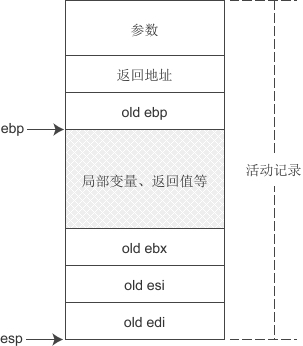 参数
返回地址
old ebp
ebp
局部变量、返回值等
活动记录
old ebx
old esi
old edi
esp